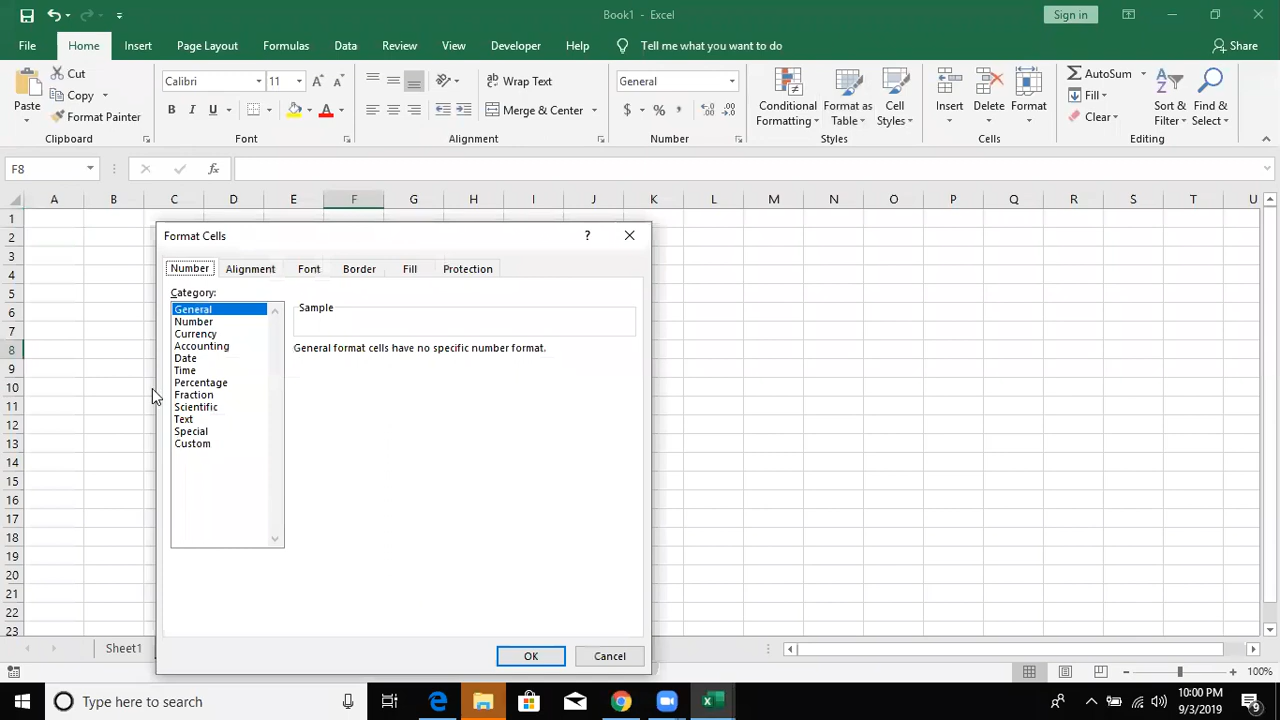 Book1 - Excel
Sign in
File Home Insert Page Layout Formulas Data Review View Developer Help Tell me what you want to do Share
Paste
Cut
Copy
Format Painter
Clipboard
Calibri 11
B I U
Font
Wrap Text
Merge & Center
Alignment
General
$ % ,
Number
Conditional Formatting
Format as Table
Cell Styles
Styles
Insert Delete Format
Cells
AutoSum
Fill
Clear
Sort & Filter
Find & Select
Editing
F8 fx
A B C D E F G H I J K L M N O P Q R S T U
1
2
3
4
5
6
7
8
9
10
11
12
13
14
15
16
17
18
19
20
21
22
23
Format Cells ?
Number Alignment Font Border Fill Protection
Category:
General
Number
Currency
Accounting
Date
Time
Percentage
Fraction
Scientific
Text
Special
Custom
Sample
General format cells have no specific number format.
OK Cancel
Sheet1
100%
Type here to search
10:00 PM
9/3/2019
9